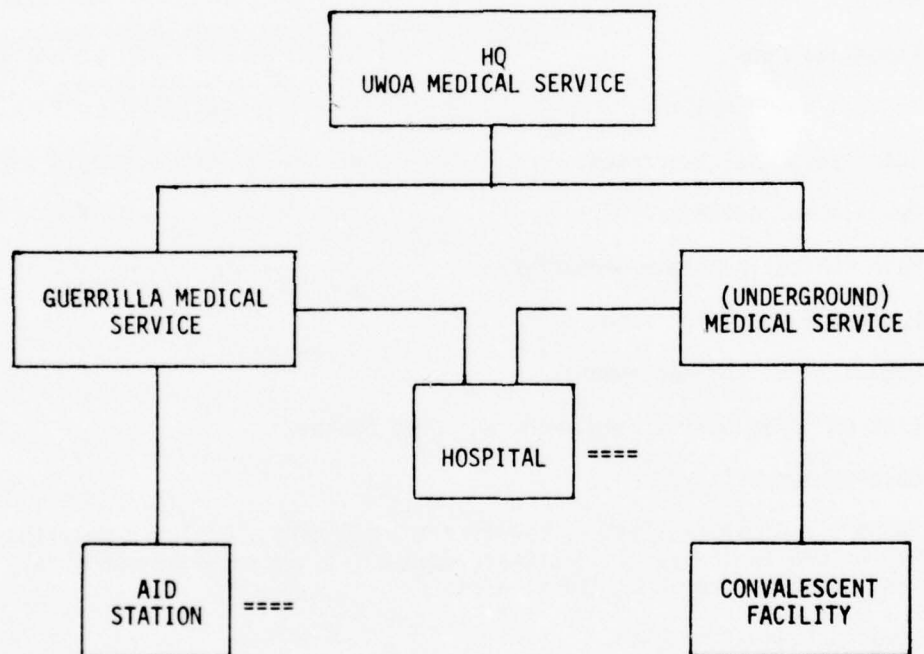 HQ
UWOA MEDICAL SERVICE
GUERRILLA MEDICAL
SERVICE
(UNDERGROUND)
MEDICAL SERVICE
HOSPITAL ====
AID
STATION ====
CONVALESCENT
FACILITY